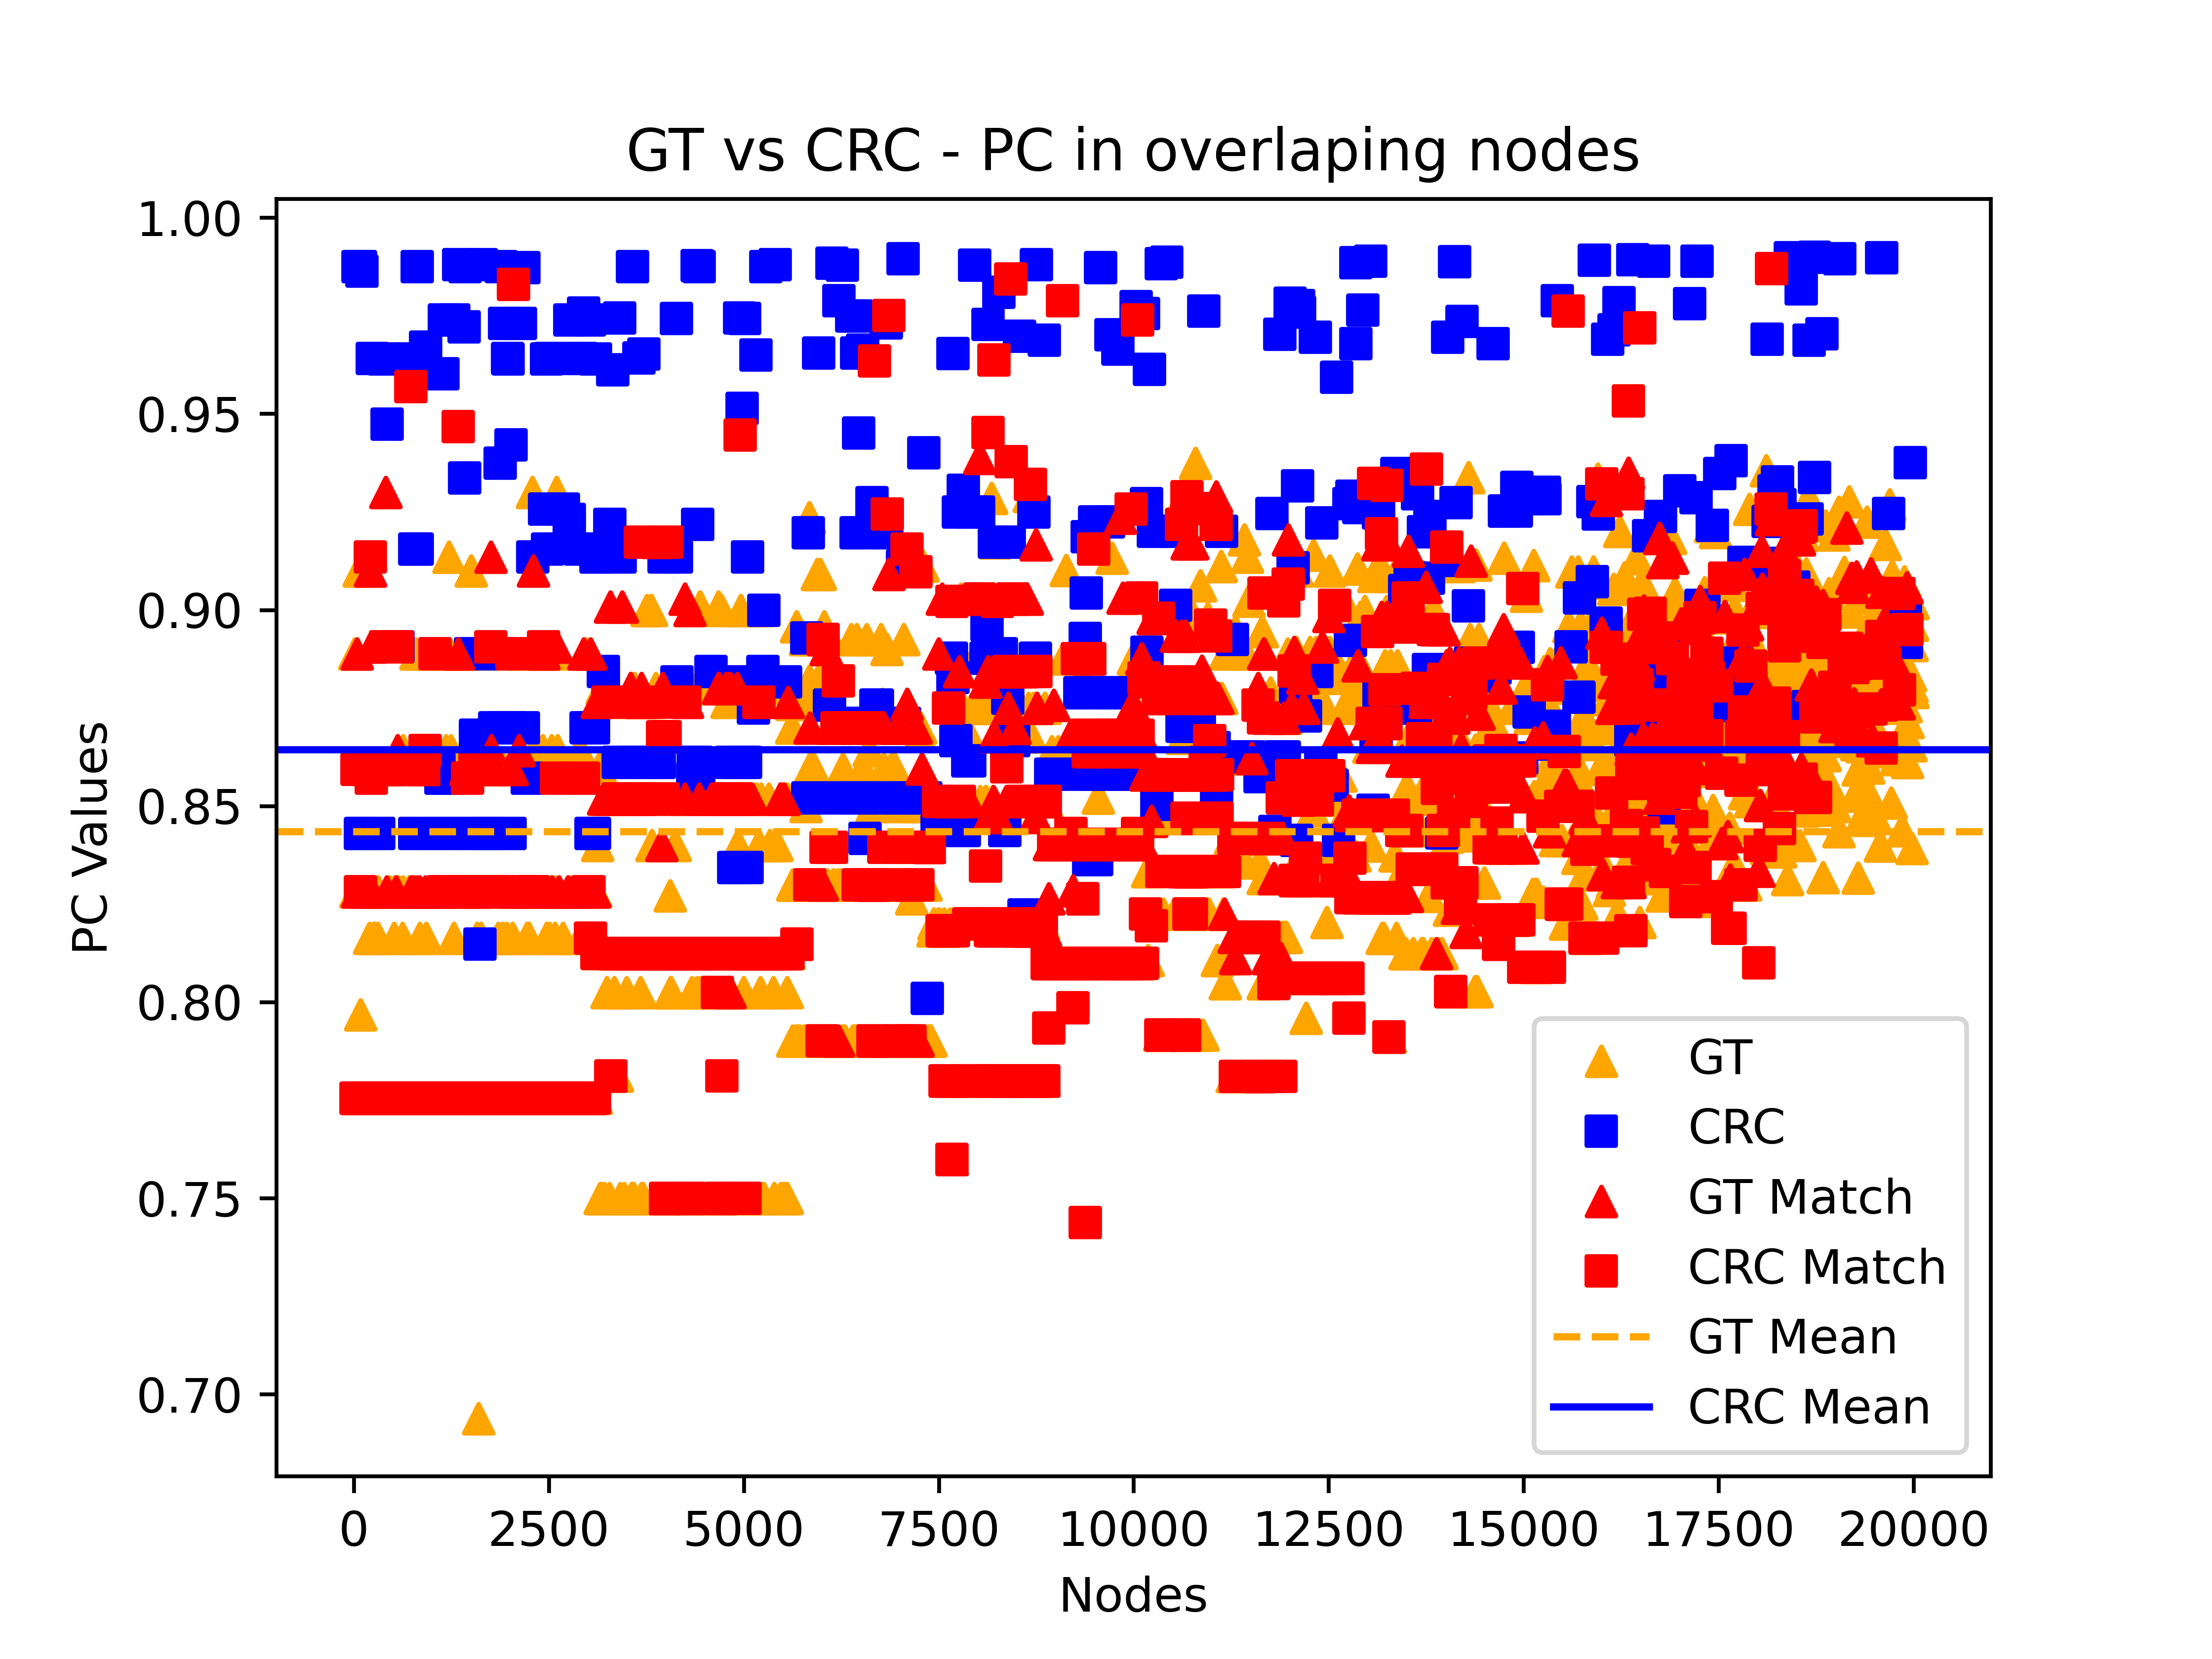 GT vs CRC - PC in overlaping nodes
1.00
0.95
0.90
0.85
0.80
0.75
0.70
PC Values
0 2500 5000 7500 10000 12500 15000 17500 20000
Nodes
GT
CRC
GT Match
CRC Match
GT Mean
CRC Mean